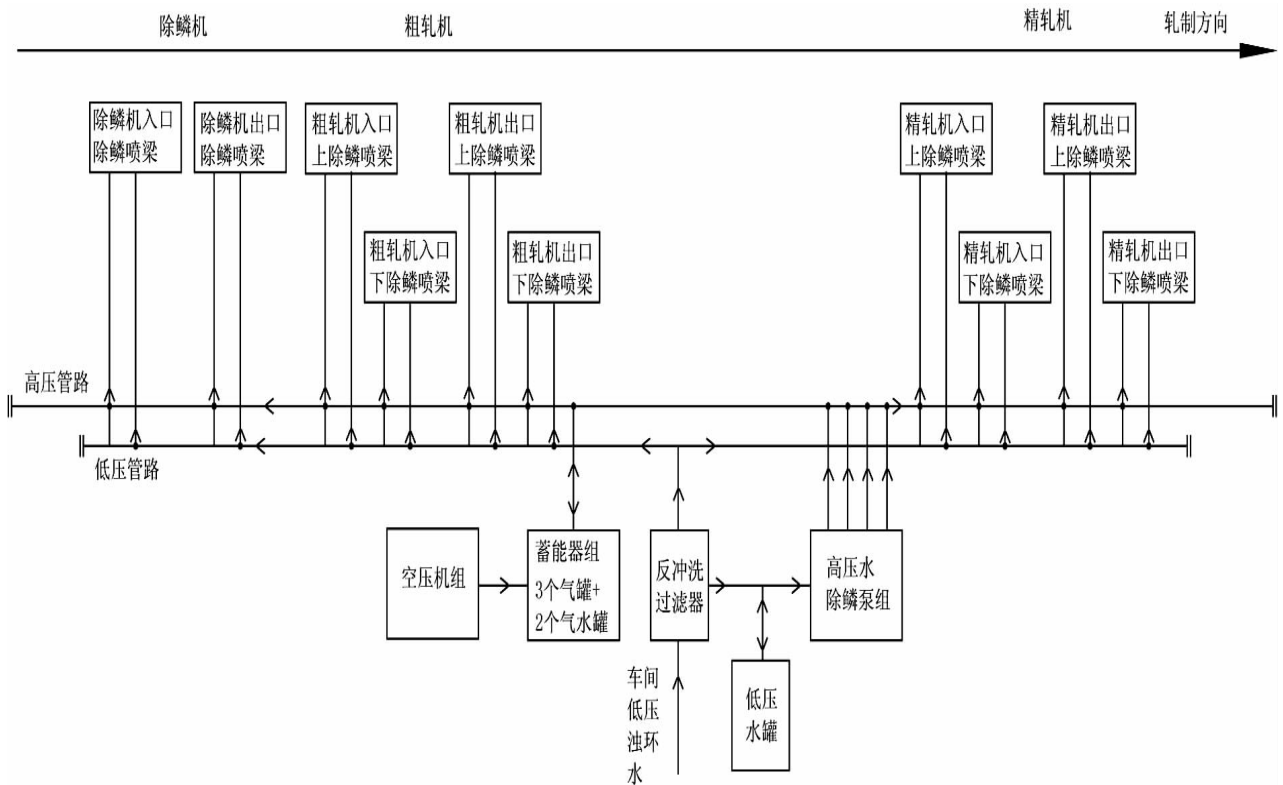 除鳞机
粗轧机
精轧机
轧制方向
除鳞机入口
除鳞喷梁
除鳞机出口
除鳞喷梁
粗轧机入口
上除鳞喷梁
粗轧机出口
上除鳞喷梁
精轧机入口
上除鳞喷梁
精轧机出口
上除鳞喷梁
粗轧机入口
下除鳞喷梁
粗轧机出口
下除鳞喷梁
精轧机入口
下除鳞喷梁
精轧机出口
下除鳞喷梁
高压管路
低压管路
空压机组
蓄能器组
3个气罐+
2个气水罐
反冲洗
过滤器
高压水
除鳞泵组
车间
低压
浊环
水
低压
水罐